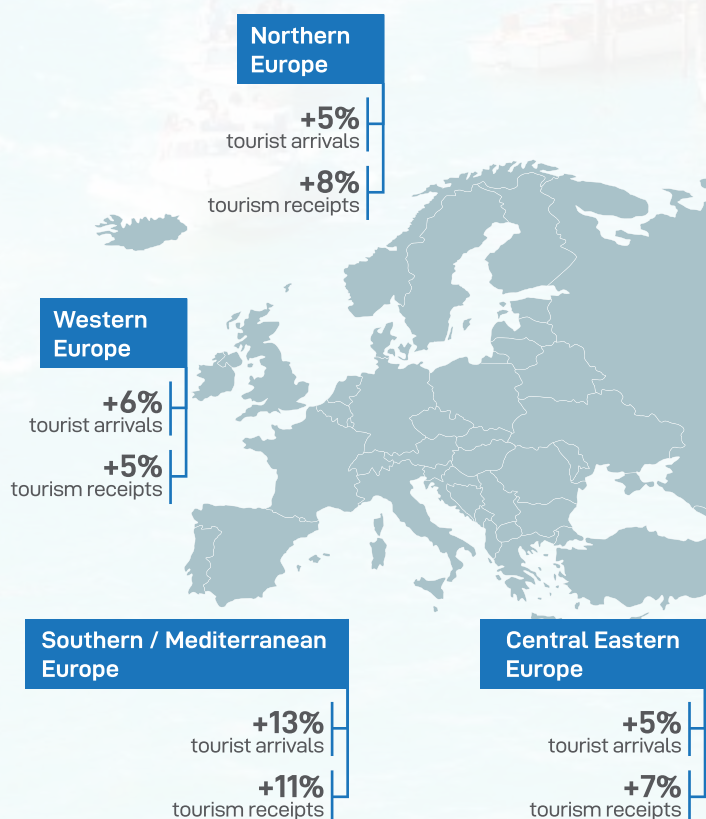 Northern
Europe
+5%
tourist arrivals
+8%
tourism receipts
Western
Europe
+6%
tourist arrivals
+5%
tourism receipts
Southern / Mediterranean
Europe
+13%
tourist arrivals
+11%
tourism receipts
Central Eastern
Europe
+5%
tourist arrivals
+7%
tourism receipts